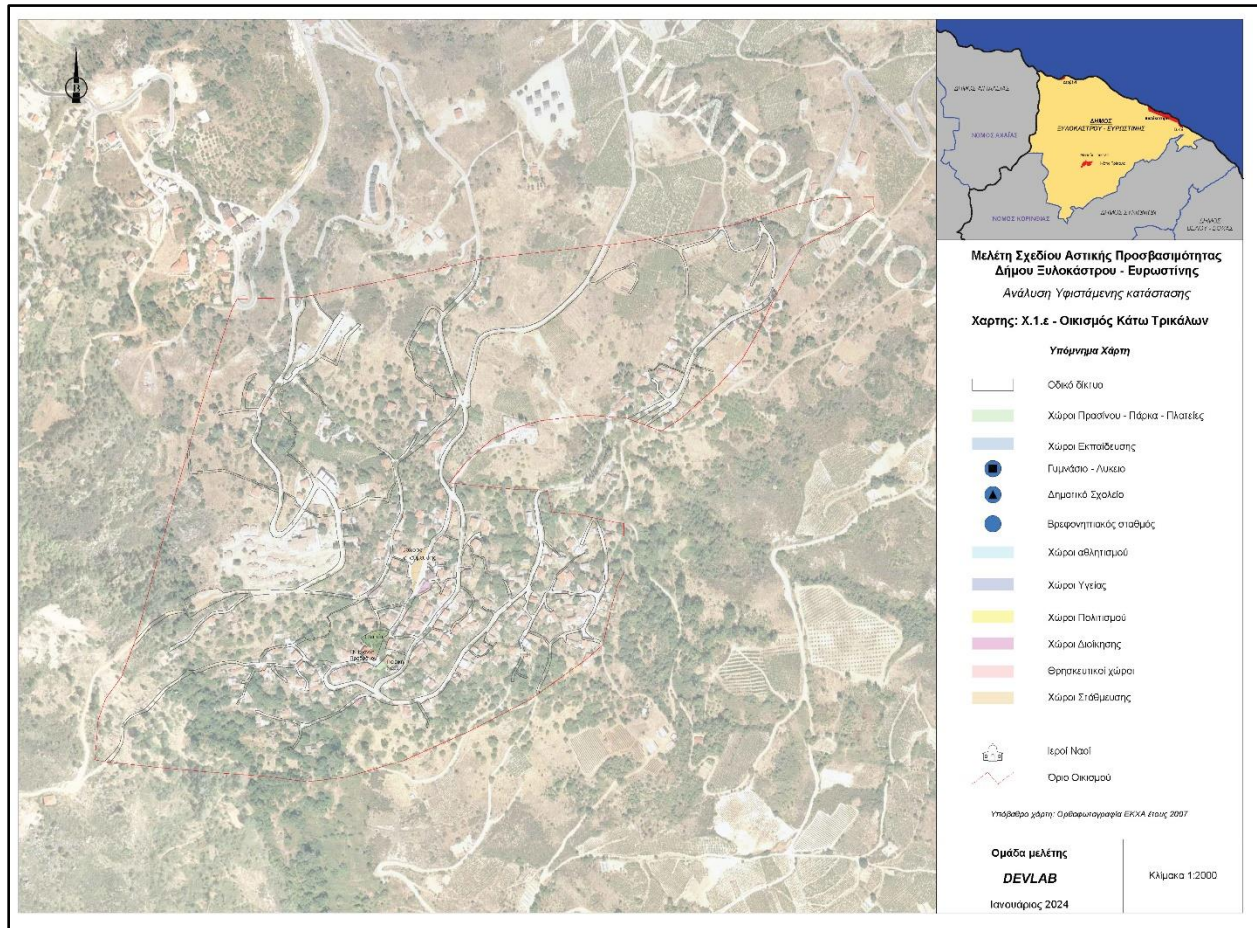 ΚΤΗΜΑΤΟΛΟΓΙΟ
Β
ΔΗΜΟΣ
ΞΥΛΟΚΑΣΤΡΟΥ - ΕΥΡΩΣΤΙΝΗΣ
ΝΟΜΟΣ ΑΧΑΪΑΣ
ΝΟΜΟΣ ΚΟΡΙΝΘΙΑΣ
Μελέτη Σχεδίου Αστικής Προσβασιμότητας
Δήμου Ξυλοκάστρου - Ευρωστίνης
Ανάλυση Υφιστάμενης κατάστασης
Χαρτης: Χ.1.ε - Οικισμός Κάτω Τρικάλων
Υπόμνημα Χάρτη
Οδικό δίκτυο
Χώροι Πρασίνου - Πάρκα - Πλατείες
Χώροι Εκπαίδευσης
Γυμνάσιο - Λυκειο
Δημοτικό Σχολείο
Βρεφονηπιακός σταθμός
Χώροι αθλητισμού
Χώροι Υγείας
Χώροι Πολιτισμού
Χώροι Διοίκησης
Θρησκευτικοί χώροι
Χώροι Στάθμευσης
Ιεροί Ναοί
Όριο Οικισμού
Υπόβαθρο χάρτη: Ορθοφωτογραφία ΕΚΧΑ έτους 2007
Ομάδα μελέτης
DEVLAB
Ιανουάριος 2024
Κλίμακα 1:2000